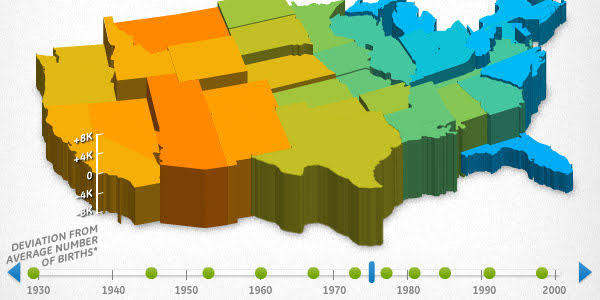 +8K
+4K
0
-4K
-8K
DEVIATION FROM
AVERAGE NUMBER
OF BIRTHS*
1930 1940 1950 1960 1970 1980 1990 2000